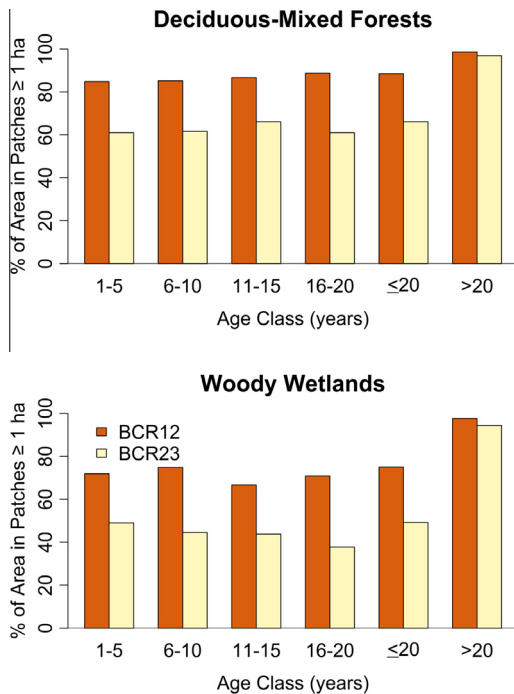 Deciduous-Mixed Forests
% of Area in Patches ≥ 1 ha
100
80
60
40
20
0
1-5 6-10 11-15 16-20 ≤20 >20
Age Class (years)
Woody Wetlands
% of Area in Patches ≥ 1 ha
100
80
60
40
20
0
BCR12
BCR23
1-5 6-10 11-15 16-20 ≤20 >20
Age Class (years)